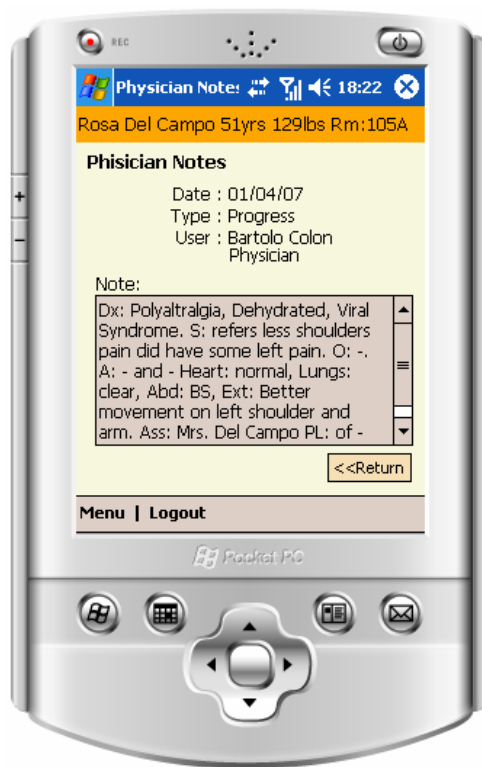 REC
Physician Note: 18:22
Rosa Del Campo 51yrs 129lbs Rm:105A
Phisician Notes
Date : 01/04/07
Type : Progress
User : Bartolo Colon
Physician
Note:
Dx: Polyaltralgia, Dehydrated, Viral
Syndrome. S: refers less shoulders
pain did have some left pain. O: -.
A: - and - Heart: normal, Lungs:
clear, Abd: BS, Ext: Better
movement on left shoulder and
arm. Ass: Mrs. Del Campo PL: of -
<<Return
Menu | Logout
Pocket PC